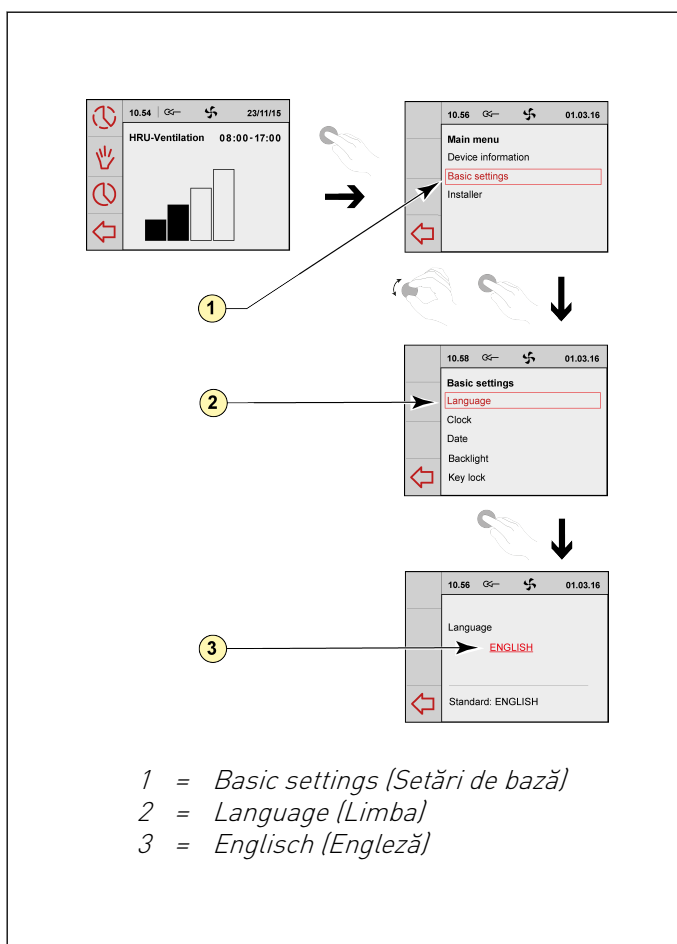 10.54 23/11/15
HRU-Ventilation 08:00-17:00
10.56 01.03.16
Main menu
Device information
Basic settings
Installer
1
10.58 01.03.16
Basic settings
Language
Clock
Date
Backlight
Key lock
2
10.56 01.03.16
Language
ENGLISH
Standard: ENGLISH
3
1 = Basic settings (Setări de bază)
2 = Language (Limba)
3 = Englisch (Engleză)